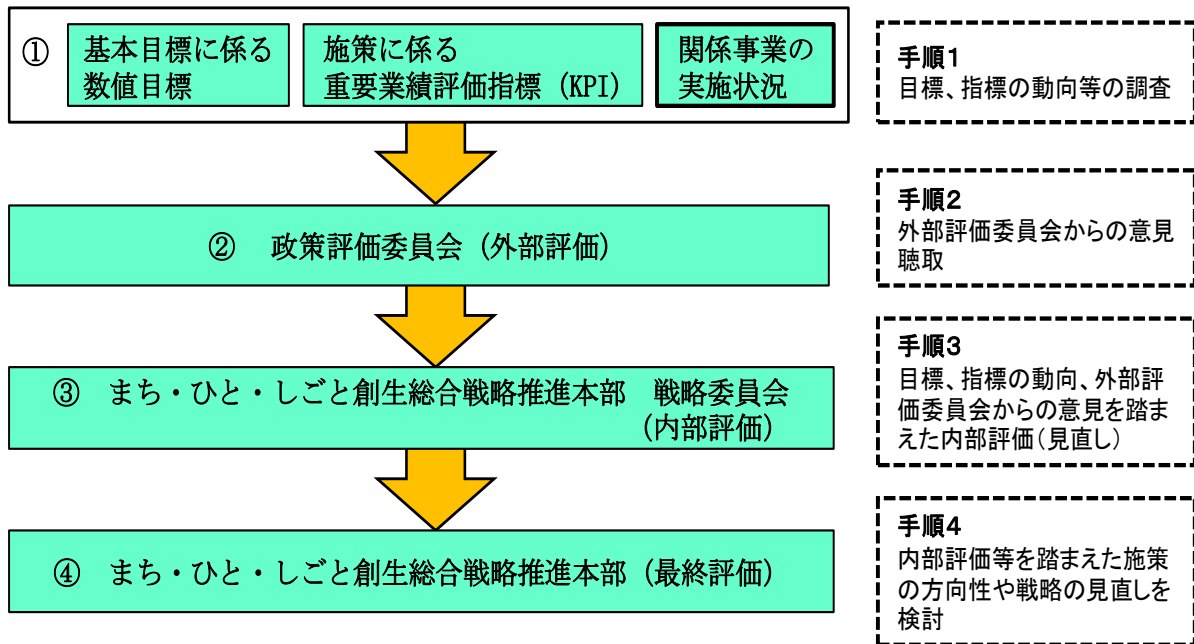 ①
基本目標に係る
数値目標
施策に係る
重要業績評価指標（KPI）
関係事業の
実施状況
手順1
目標、指標の動向等の調査
② 政策評価委員会（外部評価）
手順2
外部評価委員会からの意見
聴取
③ まち・ひと・しごと創生総合戦略推進本部 戦略委員会
（内部評価）
手順3
目標、指標の動向、外部評
価委員会からの意見を踏ま
えた内部評価（見直し）
④ まち・ひと・しごと創生総合戦略推進本部（最終評価）
手順4
内部評価等を踏まえた施策
の方向性や戦略の見直しを
検討